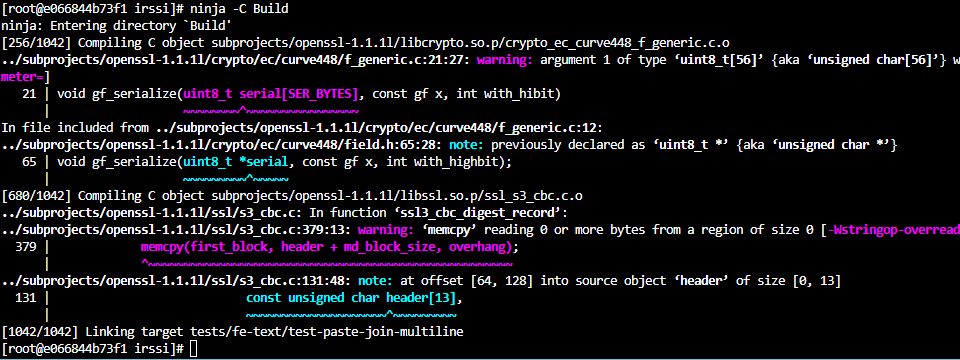 [root@e066844b73f1 irssi]# ninja -C Build
ninja: Entering directory `Build'
[256/1042] Compiling C object subprojects/openssl-1.1.1l/libcrypto.so.p/crypto_ec_curve448_f_generic.c.o
../subprojects/openssl-1.1.1l/crypto/ec/curve448/f_generic.c:21:27: warning: argument 1 of type ‘uint8_t[56]’ {aka ‘unsigned char[56]’} w
meter=]
   21 | void gf_serialize(uint8_t serial[SER_BYTES], const gf x, int with_hibit)
      |                   ~~~~~~~~^~~~~~~~~~~~~~~~~
In file included from ../subprojects/openssl-1.1.1l/crypto/ec/curve448/f_generic.c:12:
../subprojects/openssl-1.1.1l/crypto/ec/curve448/field.h:65:28: note: previously declared as ‘uint8_t *’ {aka ‘unsigned char *’}
   65 | void gf_serialize(uint8_t *serial, const gf x, int with_highbit);
      |                   ~~~~~~~~~^~~~~~
[680/1042] Compiling C object subprojects/openssl-1.1.1l/libssl.so.p/ssl_s3_cbc.c.o
../subprojects/openssl-1.1.1l/ssl/s3_cbc.c: In function ‘ssl3_cbc_digest_record’:
../subprojects/openssl-1.1.1l/ssl/s3_cbc.c:379:13: warning: ‘memcpy’ reading 0 or more bytes from a region of size 0 [-Wstringop-overread
  379 |             memcpy(first_block, header + md_block_size, overhang);
      |             ^~~~~~~~~~~~~~~~~~~~~~~~~~~~~~~~~~~~~~~~~~~~~~~~~~~~~
../subprojects/openssl-1.1.1l/ssl/s3_cbc.c:131:48: note: at offset [64, 128] into source object ‘header’ of size [0, 13]
  131 |                            const unsigned char header[13],
      |                            ~~~~~~~~~~~~~~~~~~~~^~~~~~~~~~
[1042/1042] Linking target tests/fe-text/test-paste-join-multiline
[root@e066844b73f1 irssi]#